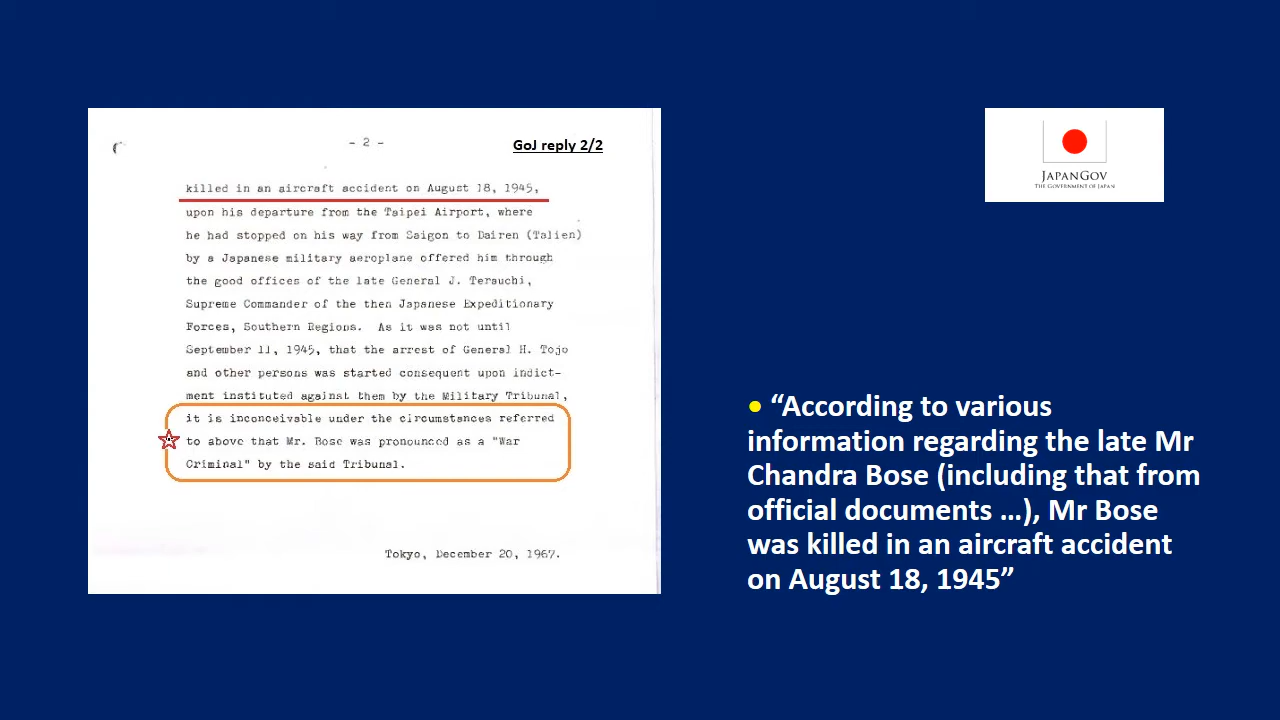 - 2 -
GoJ reply 2/2
killed in an aircraft accident on August 18, 1945,
upon his departure from the Taipei Airport, where
he had stopped on his way from Saigon to Dairen (Talien)
by a Japanese military aeroplane offered him through
the good offices of the late General J. Terauchi,
Supreme Commander of the then Japanese Expeditionary
Forces, Southern Regions. As it was not until
September 11, 1945, that the arrest of General H. Tojo
and other persons was started consequent upon indict-
ment instituted against them by the Military Tribunal,
it is inconceivable under the circumstances referred
to above that Mr. Bose was pronounced as a "War
Criminal" by the said Tribunal.
Tokyo, December 20, 1967.
JAPANGOV
THE GOVERNMENT OF JAPAN
• “According to various
information regarding the late Mr
Chandra Bose (including that from
official documents ...), Mr Bose
was killed in an aircraft accident
on August 18, 1945”